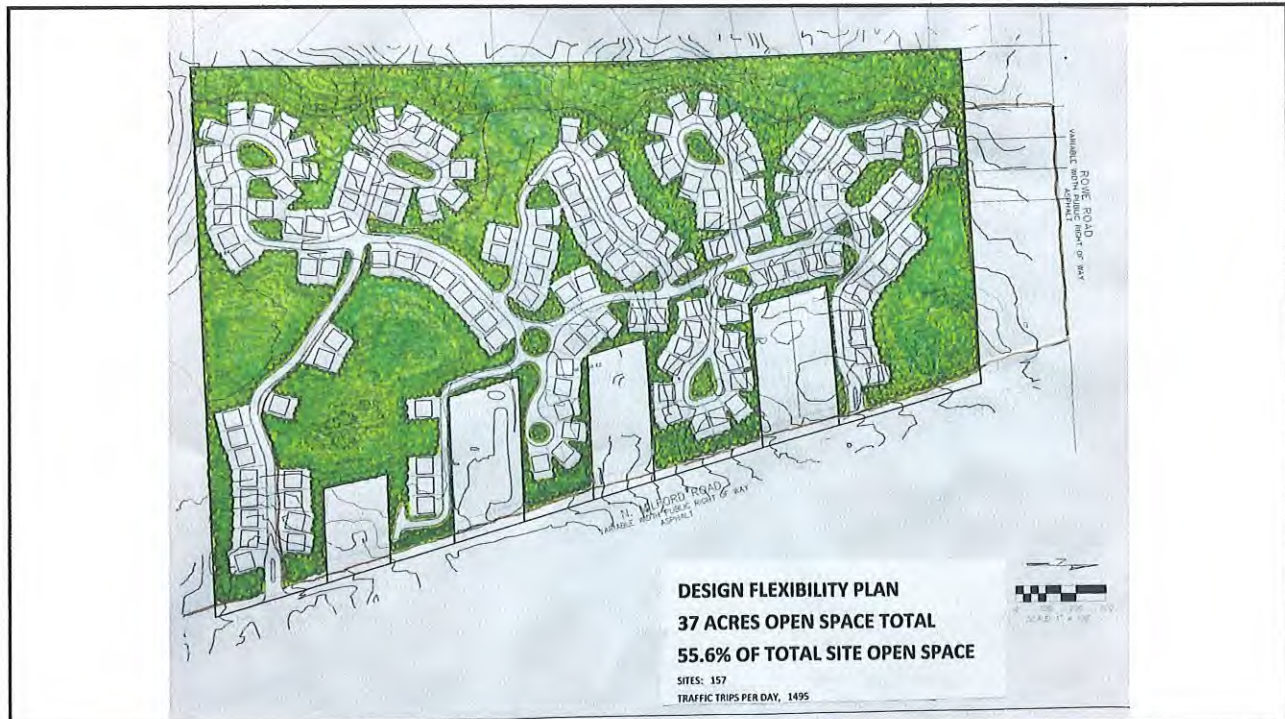 ROWE ROAD
VARIABLE WIDTH PUBLIC RIGHT OF WAY
ASPHALT
N. MILFORD ROAD
VARIABLE WIDTH PUBLIC RIGHT OF WAY
ASPHALT
DESIGN FLEXIBILITY PLAN
37 ACRES OPEN SPACE TOTAL
55.6% OF TOTAL SITE OPEN SPACE
SITES: 157
TRAFFIC TRIPS PER DAY, 1495